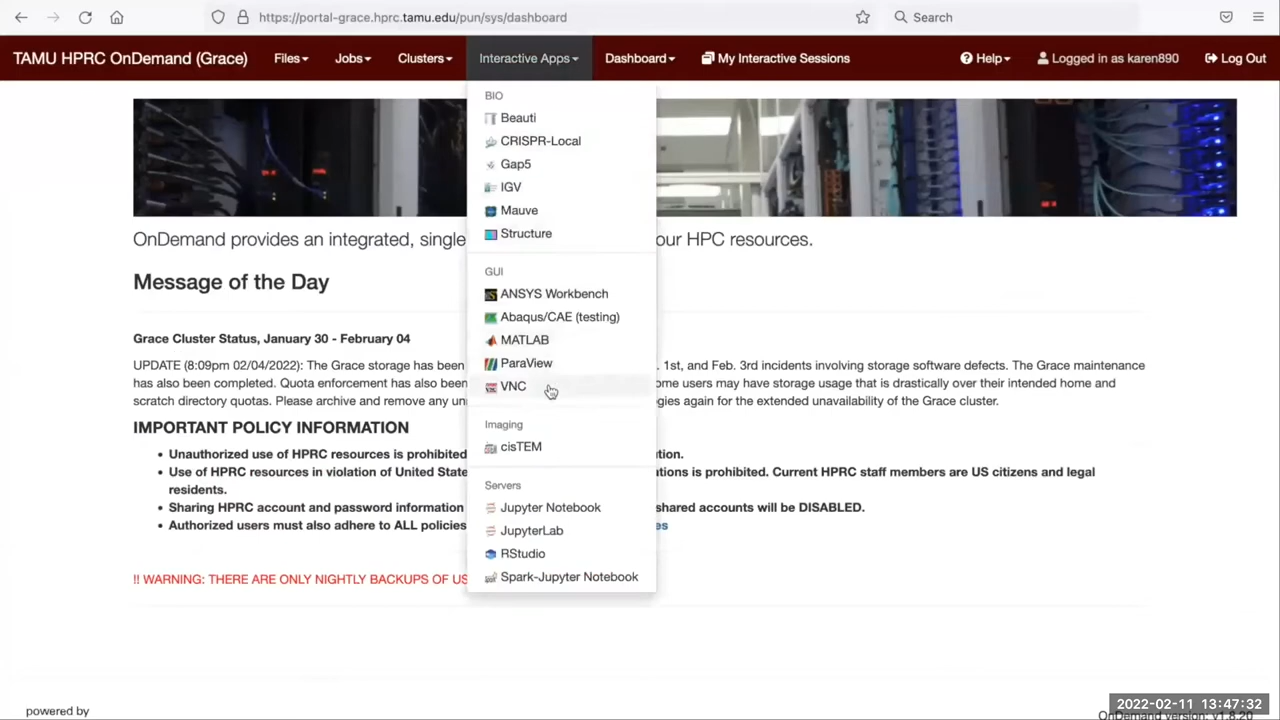 https://portal-grace.hprc.tamu.edu/pun/sys/dashboard
Search
TAMU HPRC OnDemand (Grace)
Files
Jobs
Clusters
Interactive Apps
Dashboard
My Interactive Sessions
Help
Logged in as karen890
Log Out
BIO
Beauti
CRISPR-Local
Gap5
IGV
Mauve
Structure
GUI
ANSYS Workbench
Abaqus/CAE (testing)
MATLAB
ParaView
VNC
Imaging
cisTEM
Servers
Jupyter Notebook
JupyterLab
RStudio
Spark-Jupyter Notebook
OnDemand provides an integrated, single our HPC resources.
Message of the Day
Grace Cluster Status, January 30 - February 04
UPDATE (8:09pm 02/04/2022): The Grace storage has been 1st, and Feb. 3rd incidents involving storage software defects. The Grace maintenance
has also been completed. Quota enforcement has also been ome users may have storage usage that is drastically over their intended home and
scratch directory quotas. Please archive and remove any un gies again for the extended unavailability of the Grace cluster.
IMPORTANT POLICY INFORMATION
• Unauthorized use of HPRC resources is prohibited tion.
• Use of HPRC resources in violation of United State tions is prohibited. Current HPRC staff members are US citizens and legal
residents.
• Sharing HPRC account and password information shared accounts will be DISABLED.
• Authorized users must also adhere to ALL policies es
!! WARNING: THERE ARE ONLY NIGHTLY BACKUPS OF US
powered by
OnDemand version: v1.8.20
2022-02-11 13:47:32